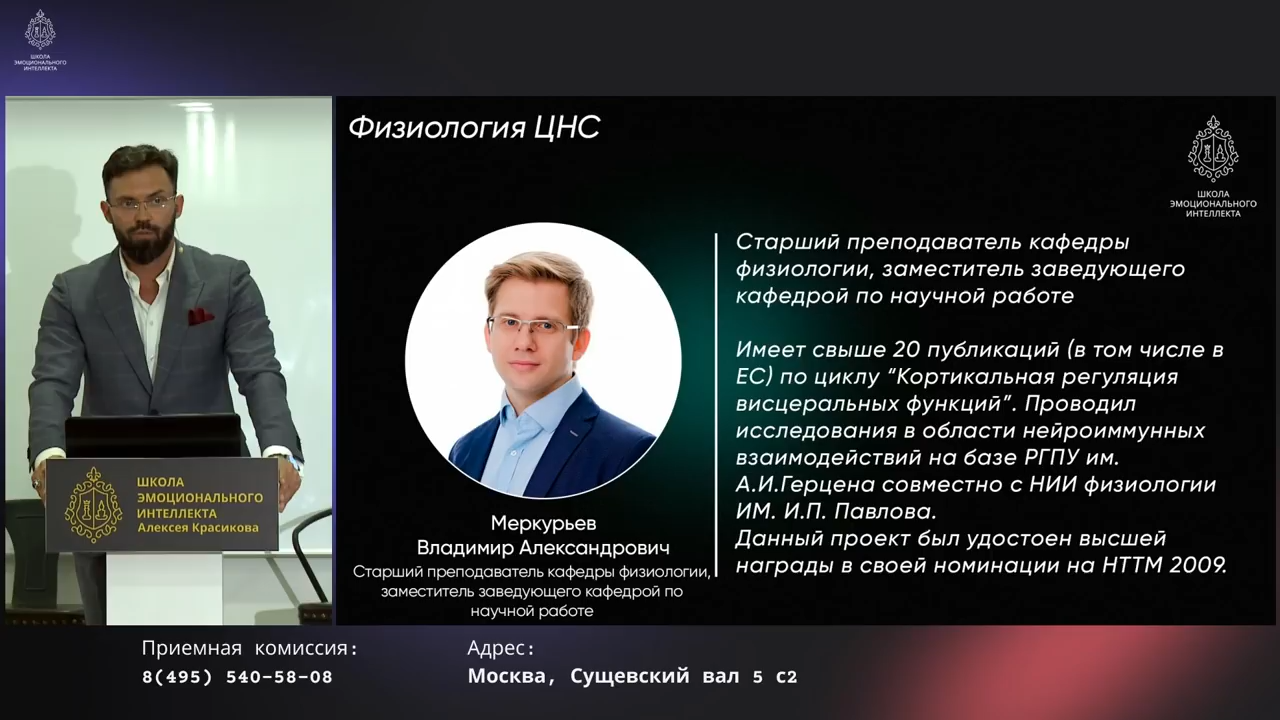 ШКОЛА
ЭМОЦИОНАЛЬНОГО
ИНТЕЛЛЕКТА
Физиология ЦНС
ШКОЛА
ЭМОЦИОНАЛЬНОГО
ИНТЕЛЛЕКТА
Старший преподаватель кафедры
физиологии, заместитель заведующего
кафедрой по научной работе
Имеет свыше 20 публикаций (в том числе в
ЕС) по циклу “Кортикальная регуляция
висцеральных функций”. Проводил
исследования в области нейроиммунных
взаимодействий на базе РГПУ им.
А.И.Герцена совместно с НИИ физиологии
ИМ. И.П. Павлова.
Данный проект был удостоен высшей
награды в своей номинации на НТТМ 2009.
Меркурьев
Владимир Александрович
Старший преподаватель кафедры физиологии,
заместитель заведующего кафедрой по
научной работе
ШКОЛА
ЭМОЦИОНАЛЬНОГО
ИНТЕЛЛЕКТА
Алексея Красикова
Приемная комиссия:
8(495) 540-58-08
Адрес:
Москва, Сущевский вал 5 с2